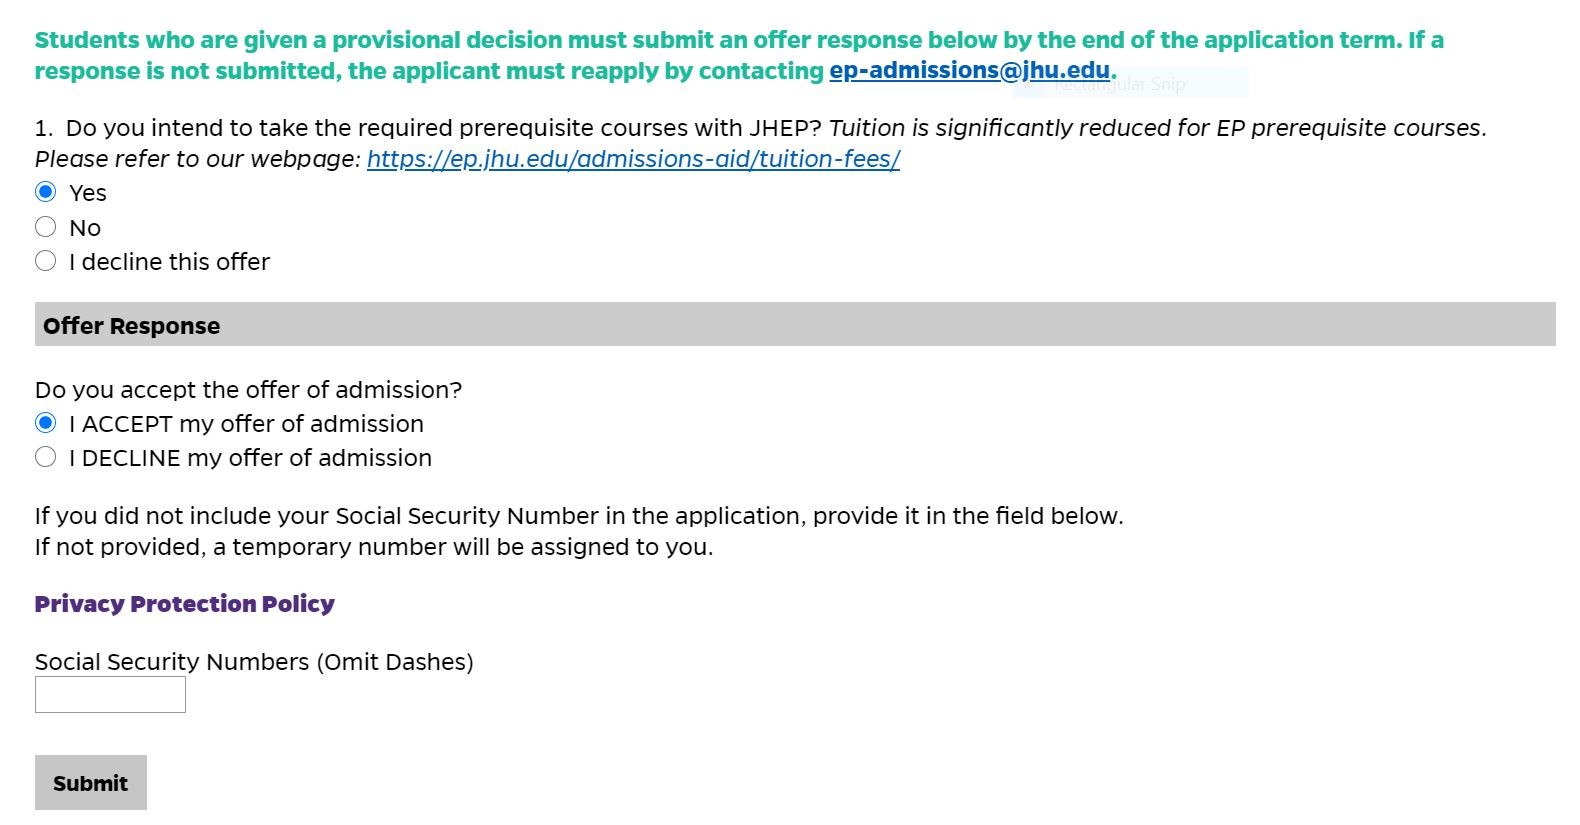 Students who are given a provisional decision must submit an offer response below by the end of the application term. If a
response is not submitted, the applicant must reapply by contacting ep-admissions@jhu.edu.
Rectangular Snip
1.  Do you intend to take the required prerequisite courses with JHEP? Tuition is significantly reduced for EP prerequisite courses.
Please refer to our webpage: https://ep.jhu.edu/admissions-aid/tuition-fees/
Yes
No
I decline this offer
Offer Response
Do you accept the offer of admission?
I ACCEPT my offer of admission
I DECLINE my offer of admission
If you did not include your Social Security Number in the application, provide it in the field below.
If not provided, a temporary number will be assigned to you.
Privacy Protection Policy
Social Security Numbers (Omit Dashes)
Submit